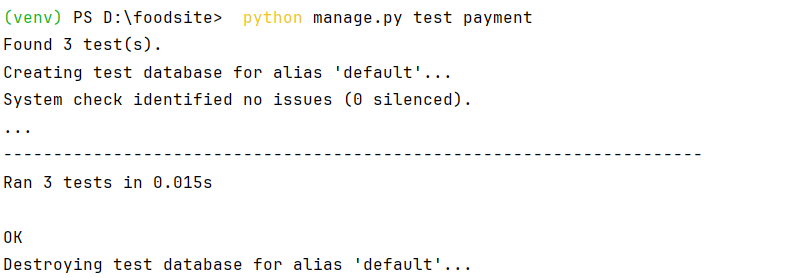 (venv) PS D:\foodsite>  python manage.py test payment
Found 3 test(s).
Creating test database for alias 'default'...
System check identified no issues (0 silenced).
...
----------------------------------------------------------------------
Ran 3 tests in 0.015s

OK
Destroying test database for alias 'default'...